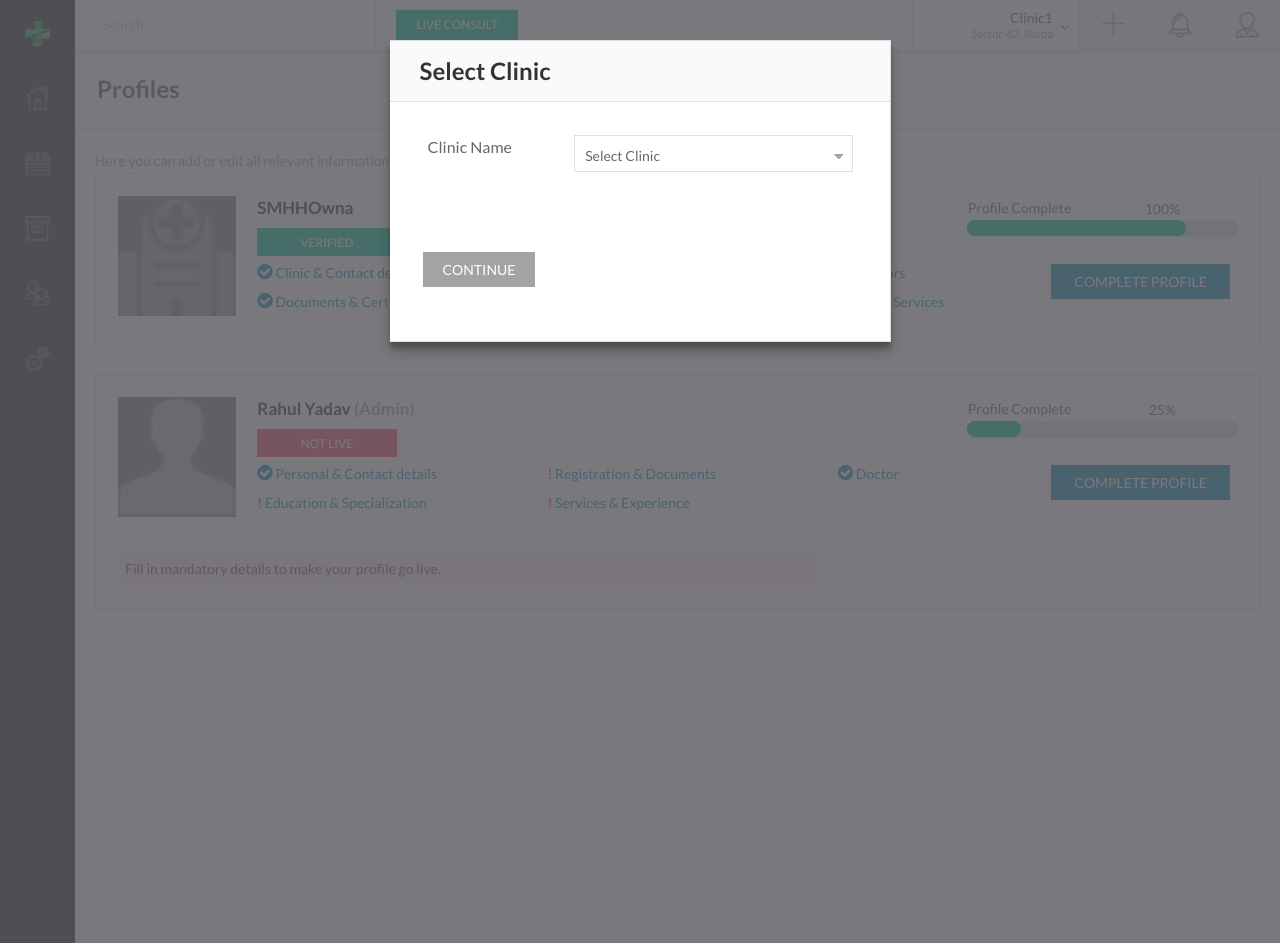 Search
LIVE CONSULT
Clinic1
Sector-63, Noida
Select Clinic
Profiles
Clinic Name
Select Clinic
Here you can add or edit all relevant information
SMHHOwna
Profile Complete
100%
VERIFIED
CONTINUE
Clinic & Contact de
rs
COMPLETE PROFILE
Documents & Cert
Services
Rahul Yadav (Admin)
Profile Complete
25%
NOT LIVE
Personal & Contact details
! Registration & Documents
Doctor
COMPLETE PROFILE
! Education & Specialization
! Services & Experience
Fill in mandatory details to make your profile go live.